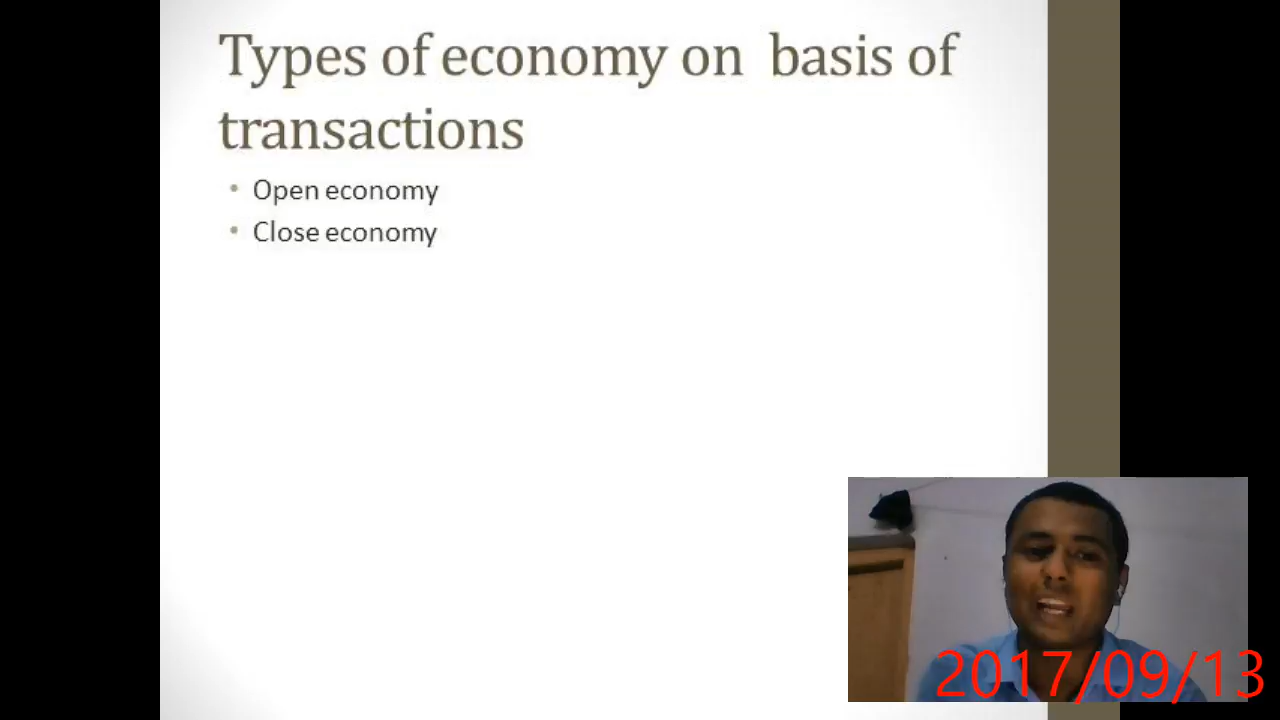 Types of economy on basis of
transactions
• Open economy
• Close economy
2017/09/13